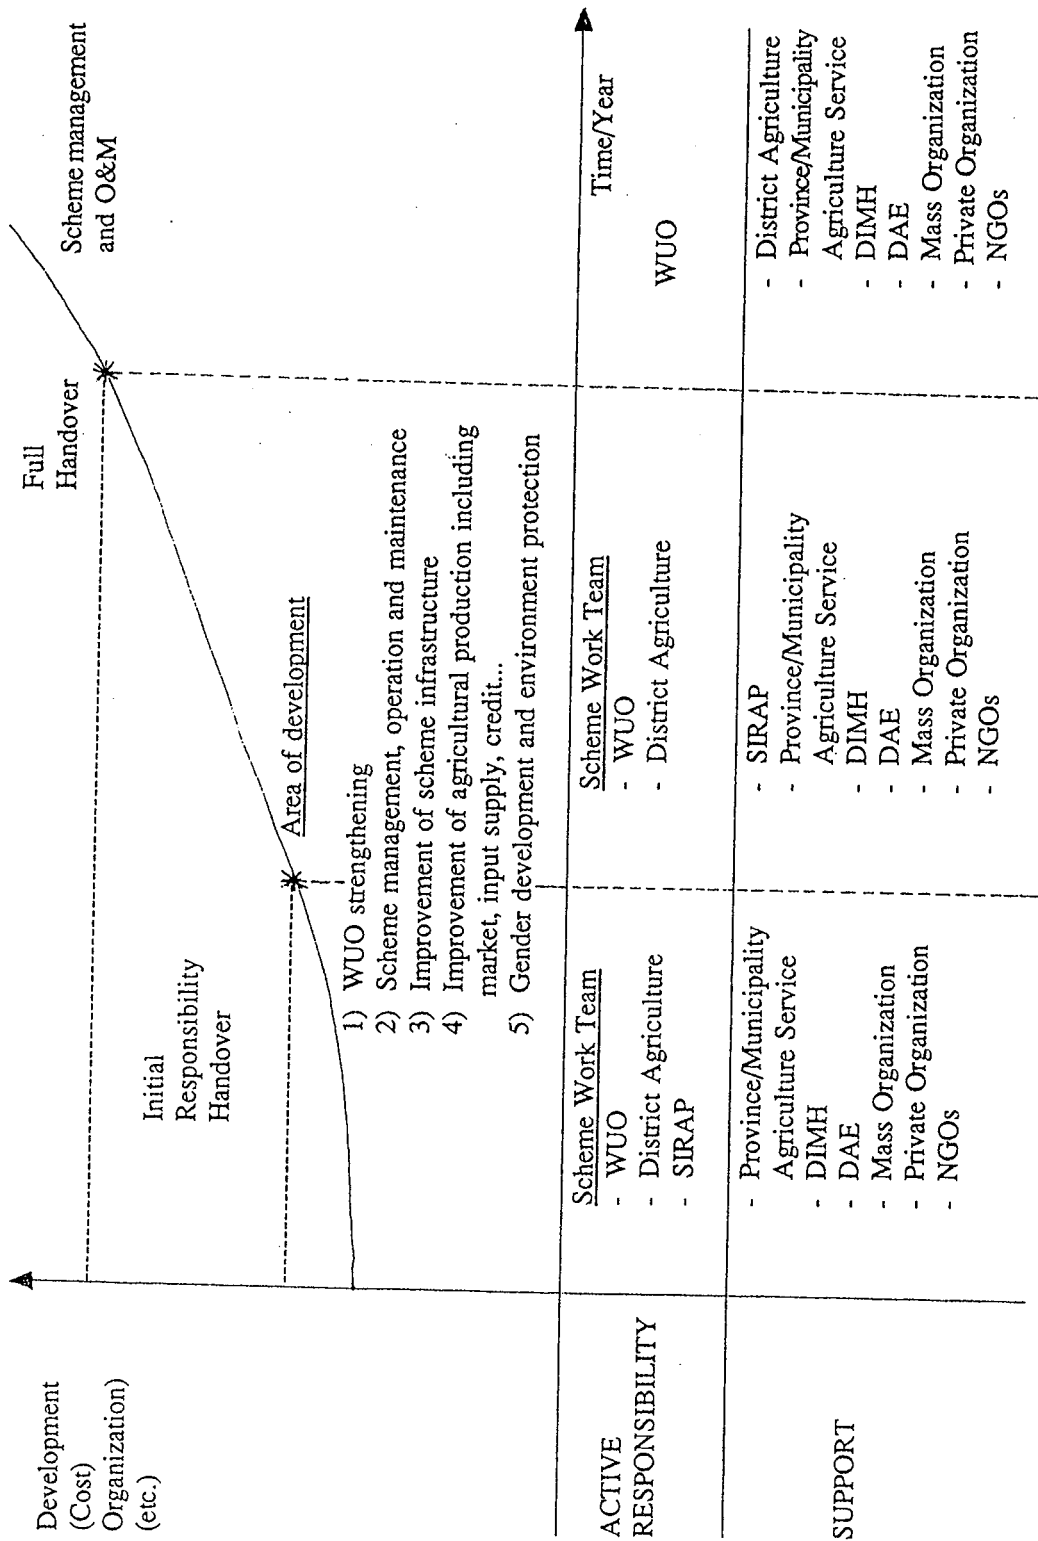 Development
(Cost)
Organization)
(etc.)
Initial
Responsibility
Handover
Full
Handover
Scheme management
and O&M
Area of development
1) WUO strengthening
2) Scheme management, operation and maintenance
3) Improvement of scheme infrastructure
4) Improvement of agricultural production including
market, input supply, credit...
5) Gender development and environment protection
Time/Year
ACTIVE
RESPONSIBILITY
Scheme Work Team
- WUO
- District Agriculture
- SIRAP
Scheme Work Team
- WUO
- District Agriculture
WUO
SUPPORT
- Province/Municipality
Agriculture Service
- DIMH
- DAE
- Mass Organization
- Private Organization
- NGOs
- SIRAP
- Province/Municipality
Agriculture Service
- DIMH
- DAE
- Mass Organization
- Private Organization
- NGOs
- District Agriculture
- Province/Municipality
Agriculture Service
- DIMH
- DAE
- Mass Organization
- Private Organization
- NGOs